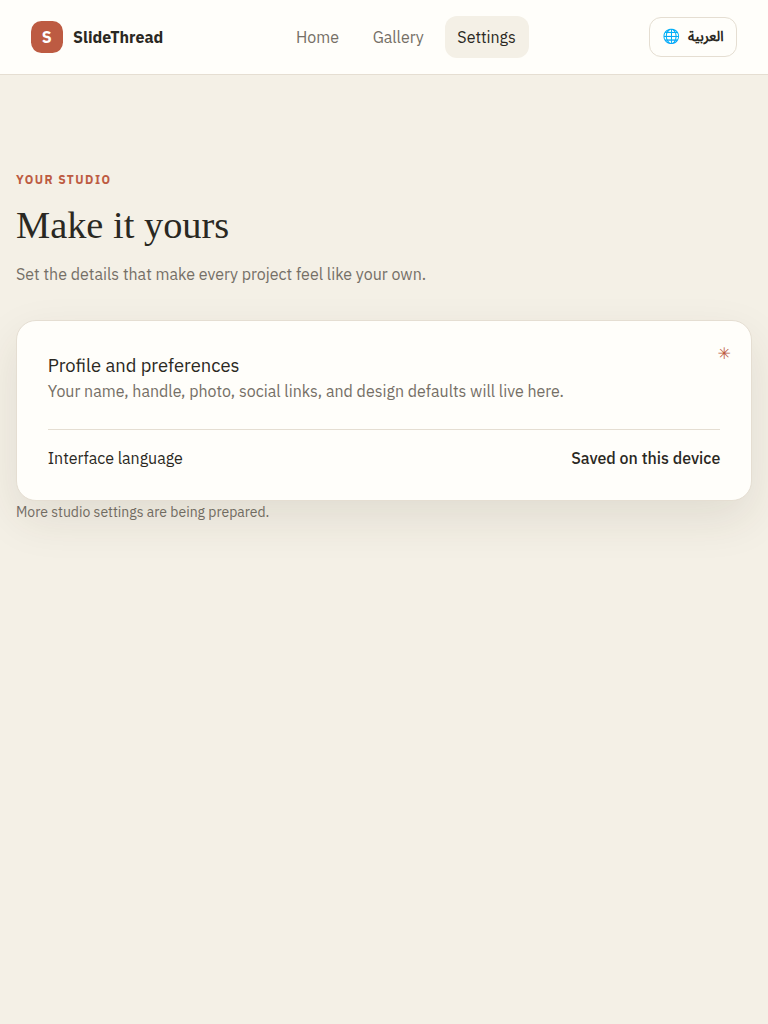 S SlideThread
Home
Gallery
Settings
🌐 العربية
YOUR STUDIO
Make it yours
Set the details that make every project feel like your own.
Profile and preferences
Your name, handle, photo, social links, and design defaults will live here.
Interface language
Saved on this device
More studio settings are being prepared.